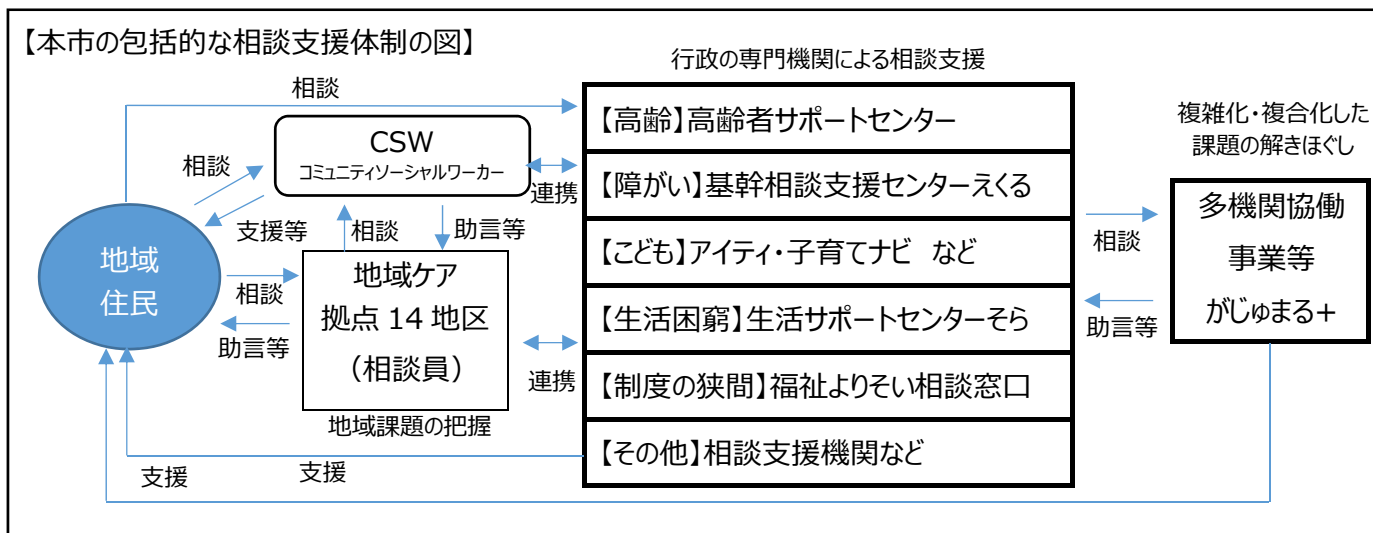 【本市の包括的な相談支援体制の図】
行政の専門機関による相談支援
相談
CSW
コミュニティソーシャルワーカー
相談
支援等
相談
助言等
連携
地域
住民
相談
助言等
地域ケア
拠点 14 地区
（相談員）
地域課題の把握
連携
【高齢】高齢者サポートセンター
【障がい】基幹相談支援センターえくる
【こども】アイティ・子育てナビ など
【生活困窮】生活サポートセンターそら
【制度の狭間】福祉よりそい相談窓口
【その他】相談支援機関など
複雑化・複合化した
課題の解きほぐし
相談
助言等
多機関協働
事業等
がじゅまる＋
支援
支援